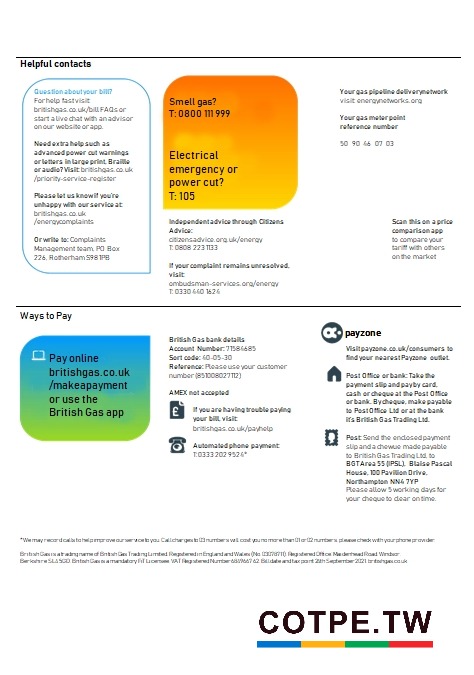 Helpful contacts
Question about your bill?
For help fast visit
britishgas.co.uk/bill FAQs or
start a live chat with an advisor
on our website or app.
Need extra help such as
advanced power cut warnings
or letters in large print, Braille
or audio? Visit: britishgas.co.uk
/priority-service-register
Please let us know if you're
unhappy with our service at:
britishgas.co.uk
/energycomplaints
Or write to: Complaints
Management team, PO Box
226, Rotherham S98 1PB
Smell gas?
T: 0800 111 999
Electrical
emergency or
power cut?
T: 105
Independent advice through Citizens
Advice:
citizensadvice.org.uk/energy
T: 0808 223 1133
If your complaint remains unresolved,
visit:
ombudsman-services.org/energy
T: 0330 440 1624
Your gas pipeline delivery network
visit: energynetworks.org
Your gas meter point
reference number
50 90 46 07 03
Scan this on a price
comparison app
to compare your
tariff with others
on the market
Ways to Pay
Pay online
britishgas.co.uk
/makeapayment
or use the
British Gas app
British Gas bank details
Account Number: 71584685
Sort code: 40-05-30
Reference: Please use your customer
number (851008027112)
AMEX not accepted
If you are having trouble paying
your bill, visit:
britishgas.co.uk/payhelp
Automated phone payment:
T:0333 202 9524*
payzone
Visit payzone.co.uk/consumers to
find your nearest Payzone outlet.
Post Office or bank: Take the
payment slip and pay by card,
cash or cheque at the Post Office
or bank. By cheque, make payable
to Post Office Ltd or at the bank
it's British Gas Trading Ltd.
Post: Send the enclosed payment
slip and a chewue made payable
to British Gas Trading Ltd, to
BGT Area 55 (IPSL), Blaise Pascal
House, 100 Pavilion Drive,
Northampton NN4 7YP
Please allow 5 working days for
your cheque to clear on time.
*We may record calls to help improve our service to you. Call charges to 03 numbers will cost you no more than 01 or 02 numbers, please check with your phone provider
British Gas is a trading name of British Gas Trading Limited. Registered in England and Wales (No. 03078711). Registered Office: Maidenhead Road, Windsor,
Berkshire SL4 5GD. British Gas is a mandatory FiT Licensee. VAT Registered Number 684966762. Bill date and tax point 26th September 2021. britishgas.co.uk
COTPE.TW